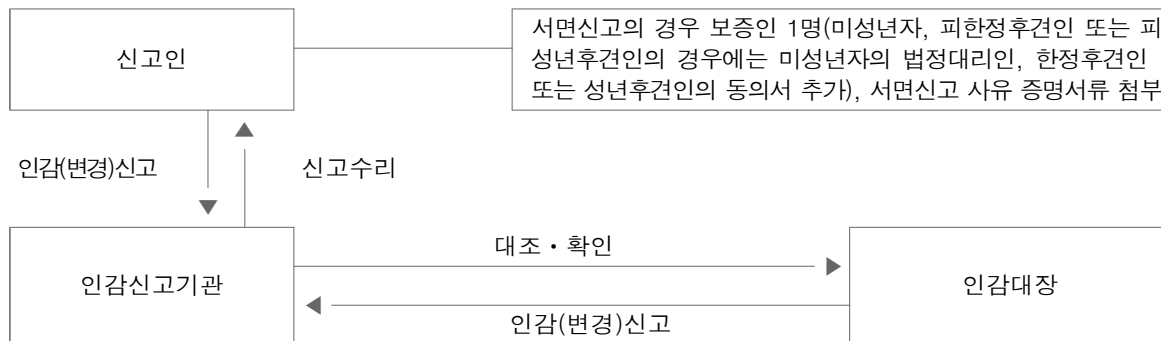 신고인
서면신고의 경우 보증인 1명(미성년자, 피한정후견인 또는 피
성년후견인의 경우에는 미성년자의 법정대리인, 한정후견인
또는 성년후견인의 동의서 추가), 서면신고 사유 증명서류 첨부
인감(변경)신고
신고수리
인감신고기관
대조・확인
인감(변경)신고
인감대장